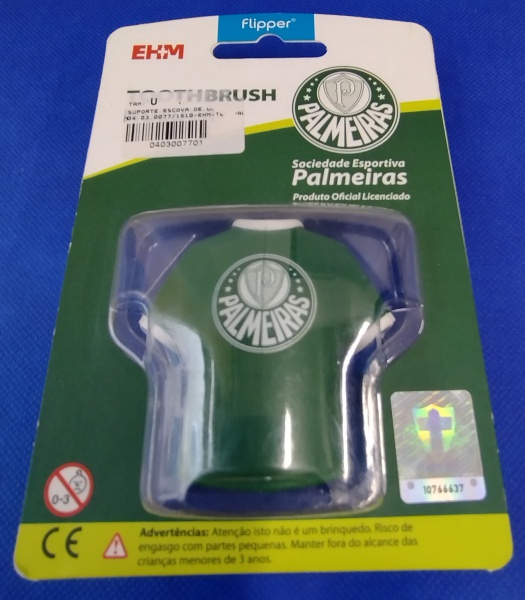 Flipper®
EKM
TOOTHBRUSH
TAM: U
SUPORTE ESCOVA DE
0403007701
P
PALMEIRAS
Sociedade Esportiva
Palmeiras
Produto Oficial Licenciado
P
PALMEIRAS
10766637
0-3
CE
Advertências: Atenção isto não é um brinquedo. Risco de
engasgo com partes pequenas. Manter fora do alcance das
crianças menores de 3 anos.